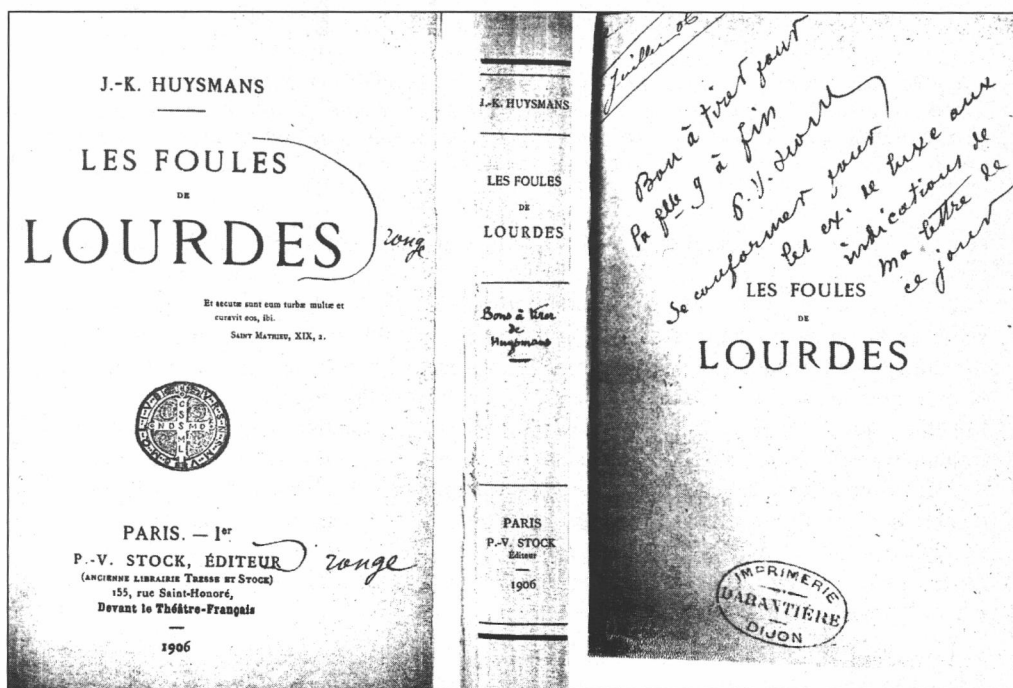 J.-K. HUYSMANS
LES FOULES
DE
LOURDES
rouge
Et secutæ sunt eum turbæ multæ et
curavit eos, ibi.
SAINT MATHIEU, XIX, 2.
C S S M L
N D S M D
PARIS. — Ier
P.-V. STOCK, ÉDITEUR
rouge
(ANCIENNE LIBRAIRIE TRESSE ET STOCK)
155, rue Saint-Honoré,
Devant le Théâtre-Français
1906
J.-K. HUYSMANS
LES FOULES
DE
LOURDES
Bons à tirer
de
Huysmans
PARIS
P.-V. STOCK
Éditeur
1906
Juillet 06
Bon à tirer pour
la flle 9 à fin
P. V. Stock
Se conformer pour
les ex. de luxe aux
indications de
ma lettre de
ce jour
LES FOULES
DE
LOURDES
IMPRIMERIE
DARANTIÈRE
DIJON